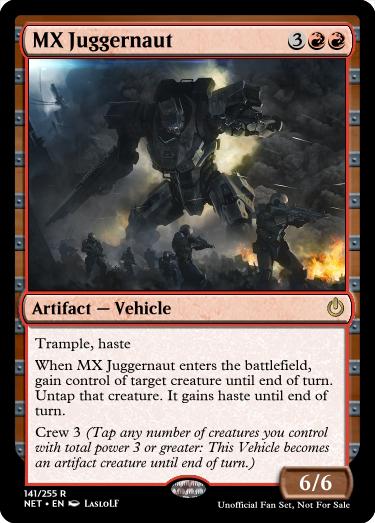 MX Juggernaut 3
Artifact — Vehicle
Trample, haste
When MX Juggernaut enters the battlefield,
gain control of target creature until end of turn.
Untap that creature. It gains haste until end of
turn.
Crew 3 (Tap any number of creatures you control
with total power 3 or greater: This Vehicle becomes
an artifact creature until end of turn.)
6/6
141/255 R
NET • EN LasloLF
Unofficial Fan Set, Not For Sale